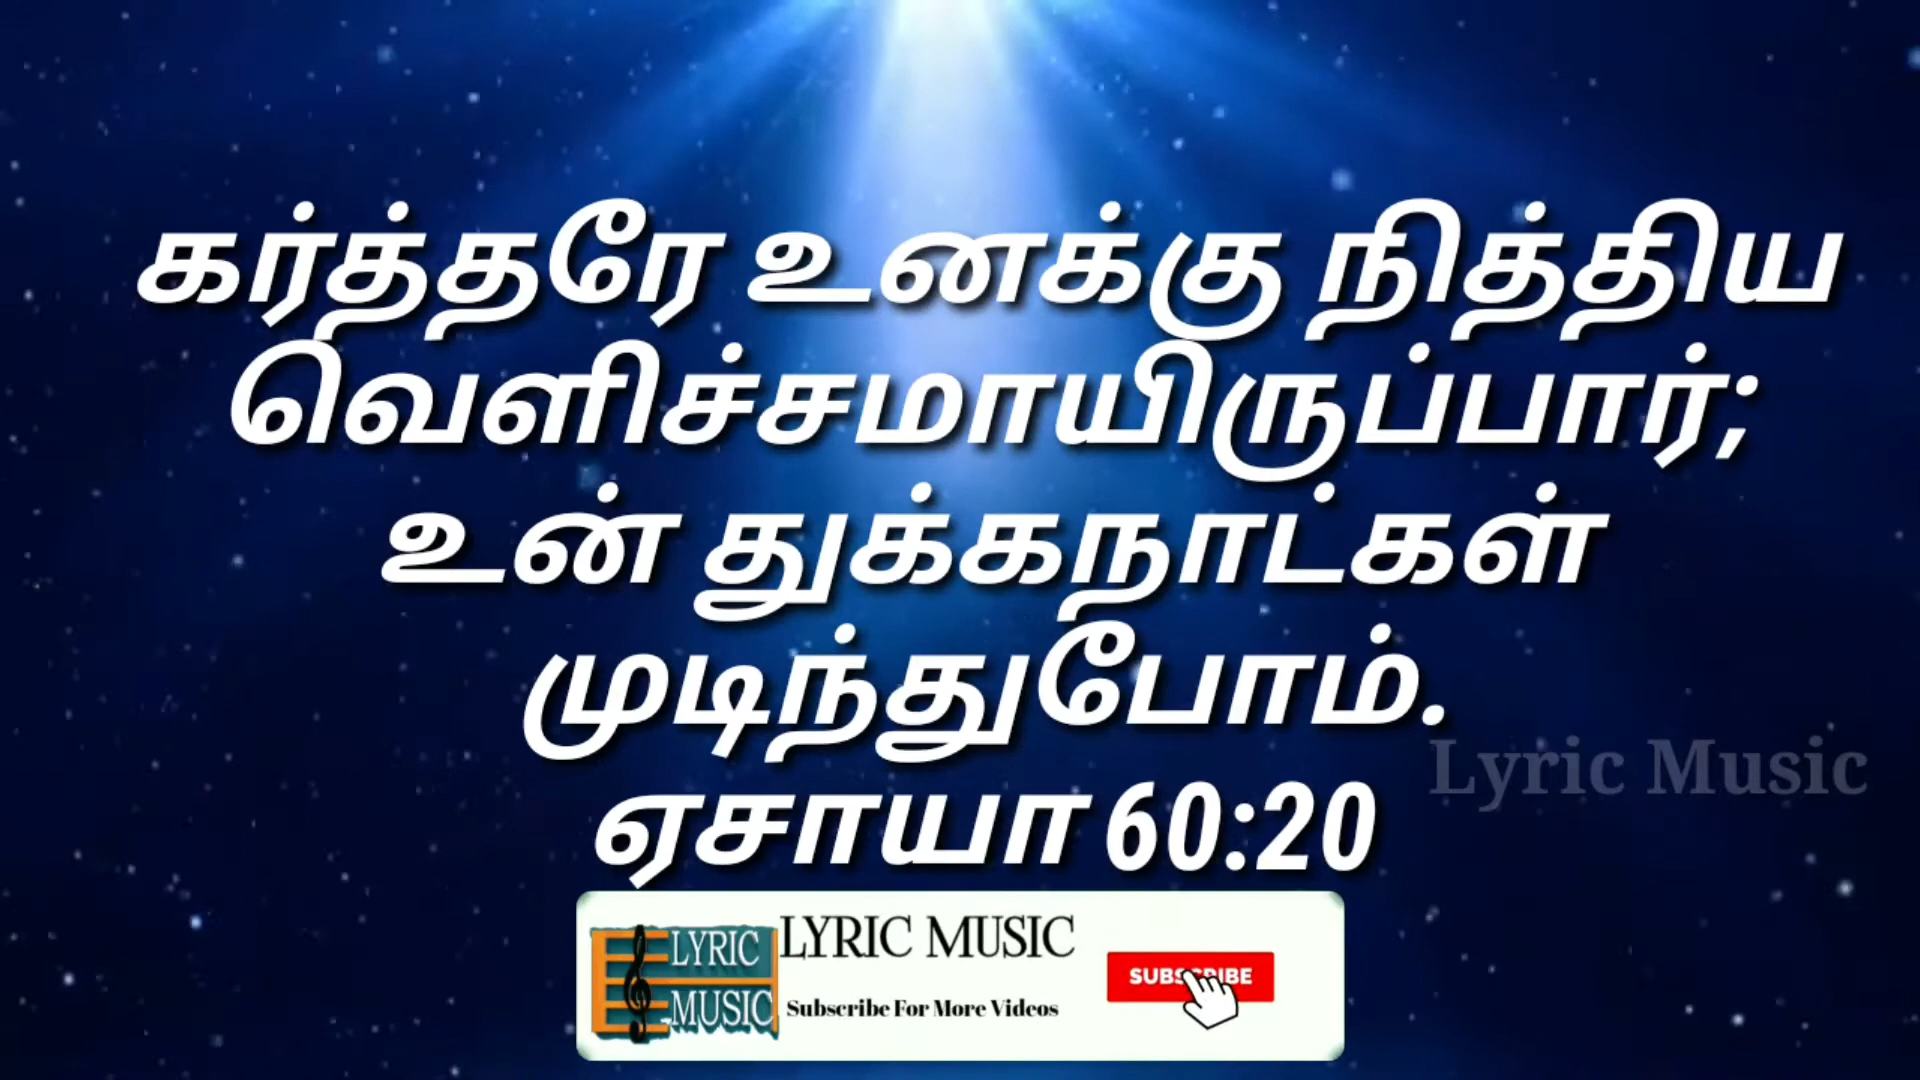 கர்த்தரே உனக்கு நித்திய
வெளிச்சமாயிருப்பார்;
உன் துக்கநாட்கள்
முடிந்துபோம்.
ஏசாயா 60:20
Lyric Music
LYRIC
MUSIC
LYRIC MUSIC
Subscribe For More Videos
SUBSCRIBE